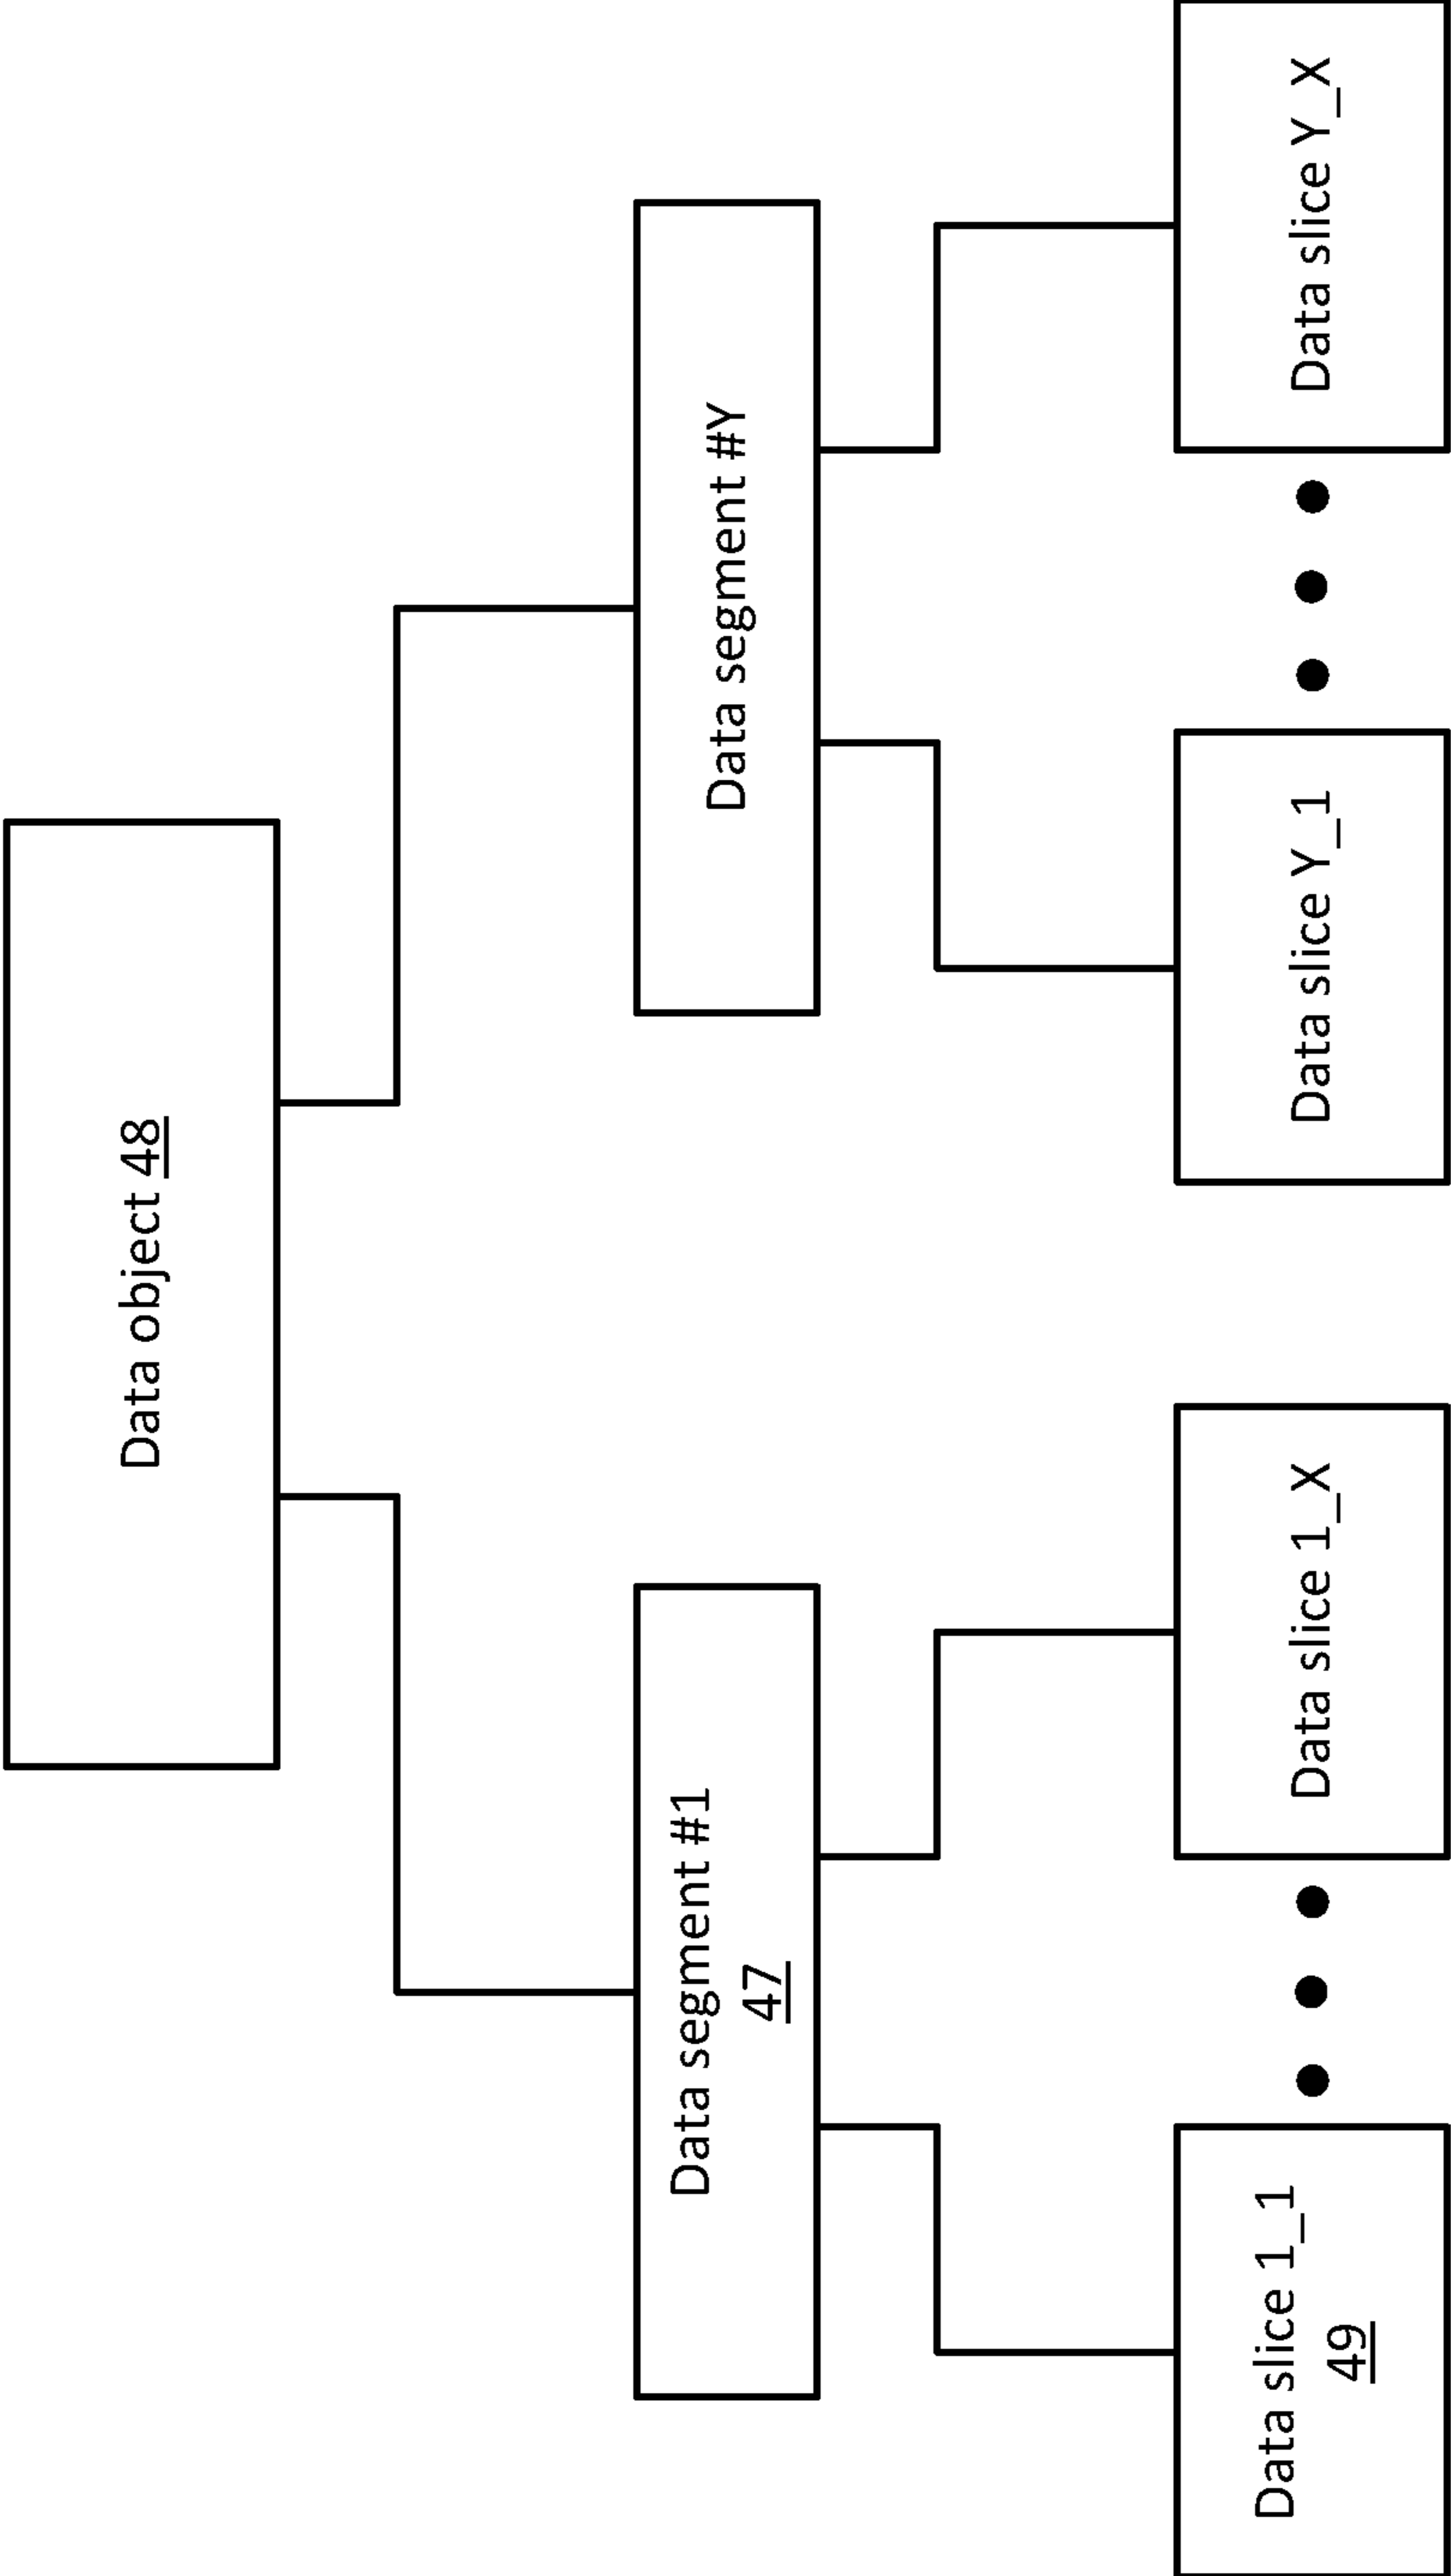 Data object 48
Data segment #1
47
Data segment #Y
Data slice 1_1
49
Data slice 1_X
Data slice Y_1
Data slice Y_X